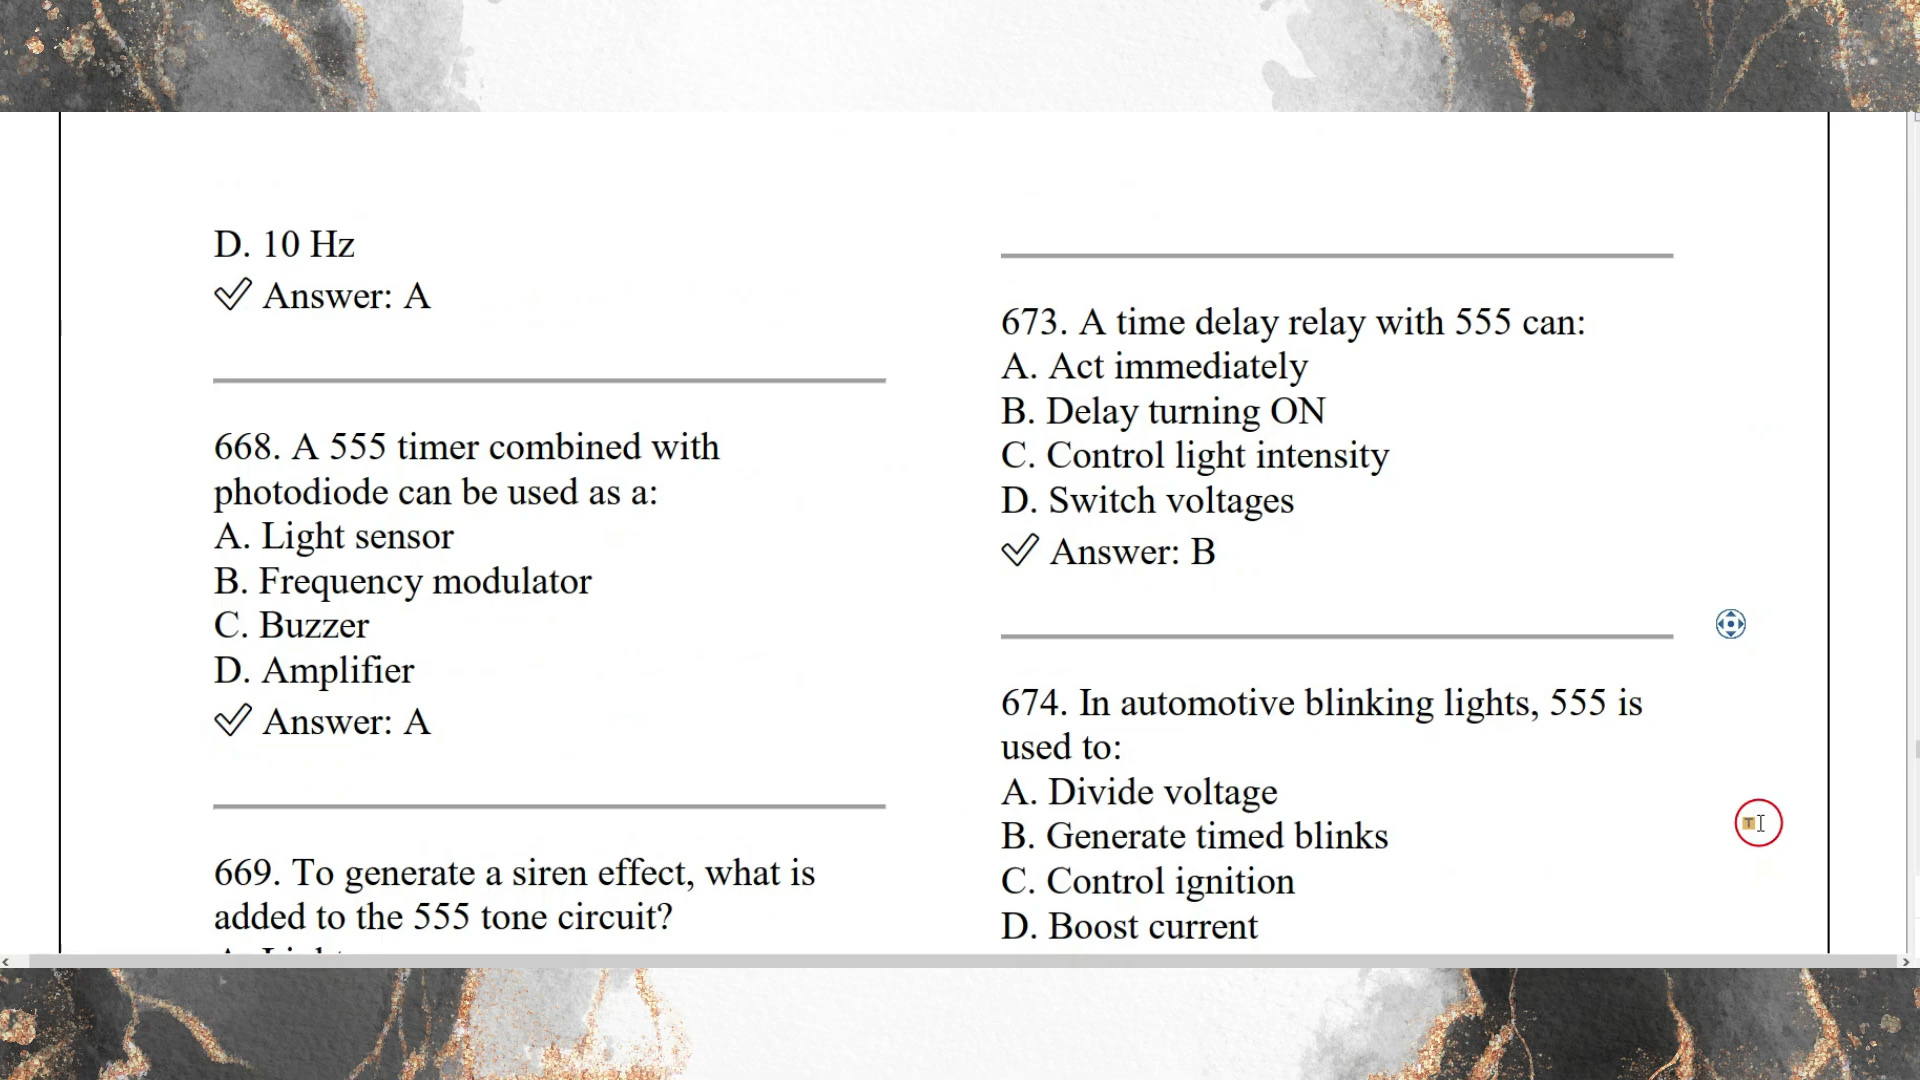 D. 10 Hz
✓ Answer: A
668. A 555 timer combined with
photodiode can be used as a:
A. Light sensor
B. Frequency modulator
C. Buzzer
D. Amplifier
✓ Answer: A
669. To generate a siren effect, what is
added to the 555 tone circuit?
673. A time delay relay with 555 can:
A. Act immediately
B. Delay turning ON
C. Control light intensity
D. Switch voltages
✓ Answer: B
674. In automotive blinking lights, 555 is
used to:
A. Divide voltage
B. Generate timed blinks
C. Control ignition
D. Boost current